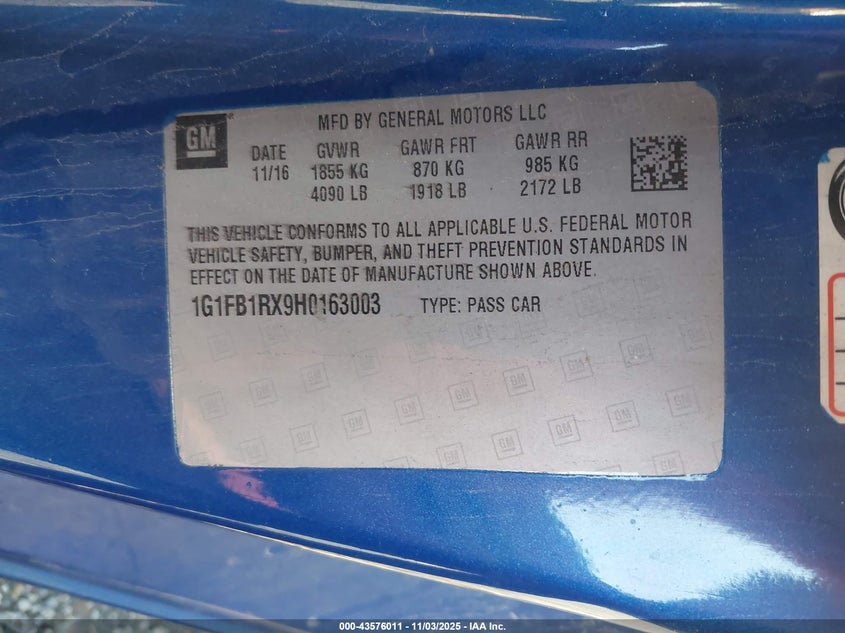 GM
MFD BY GENERAL MOTORS LLC
DATE GVWR GAWR FRT GAWR RR
11/16 1855 KG 870 KG 985 KG
4090 LB 1918 LB 2172 LB
THIS VEHICLE CONFORMS TO ALL APPLICABLE U.S. FEDERAL MOTOR
VEHICLE SAFETY, BUMPER, AND THEFT PREVENTION STANDARDS IN
EFFECT ON THE DATE OF MANUFACTURE SHOWN ABOVE.
1G1FB1RX9H0163003 TYPE: PASS CAR
000-43576011 - 11/03/2025 - IAA Inc.